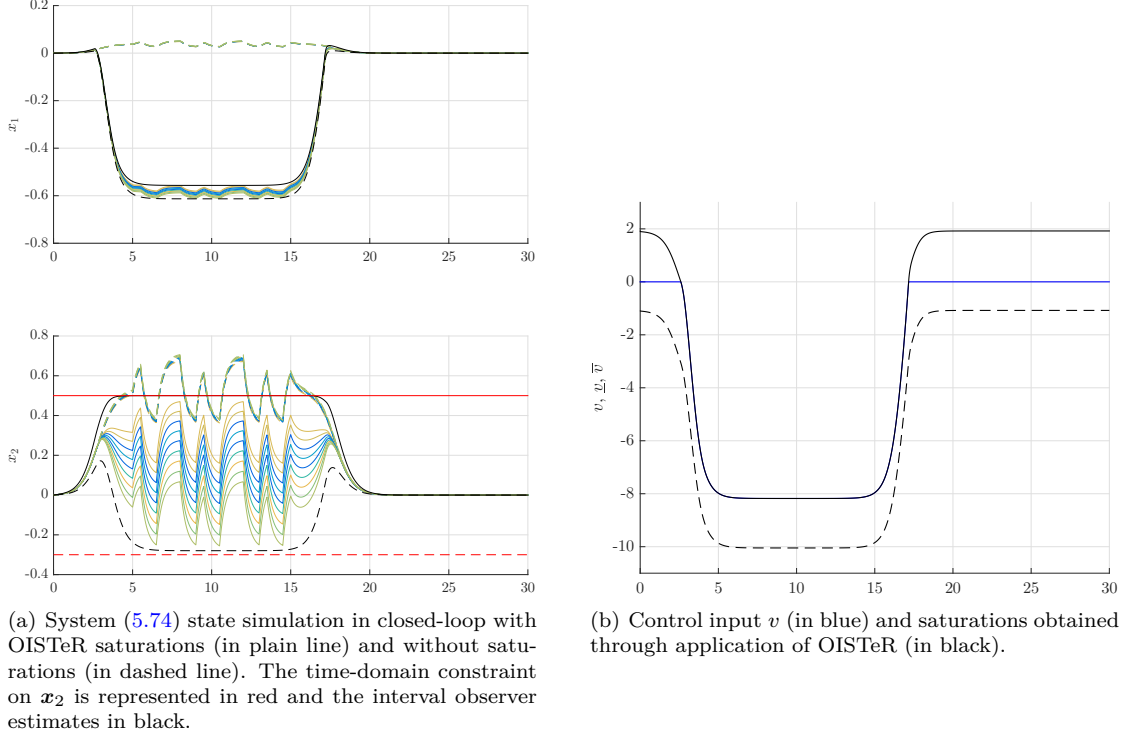 0.2
0
-0.2
-0.4
-0.6
-0.8
x₁
0 5 10 15 20 25 30
0.8
0.6
0.4
0.2
0
-0.2
-0.4
x₂
0 5 10 15 20 25 30
(a) System (5.74) state simulation in closed-loop with
OISTeR saturations (in plain line) and without satu-
rations (in dashed line). The time-domain constraint
on x₂ is represented in red and the interval observer
estimates in black.
2
0
-2
-4
-6
-8
-10
v, v̲, v̅
0 5 10 15 20 25 30
(b) Control input v (in blue) and saturations obtained
through application of OISTeR (in black).